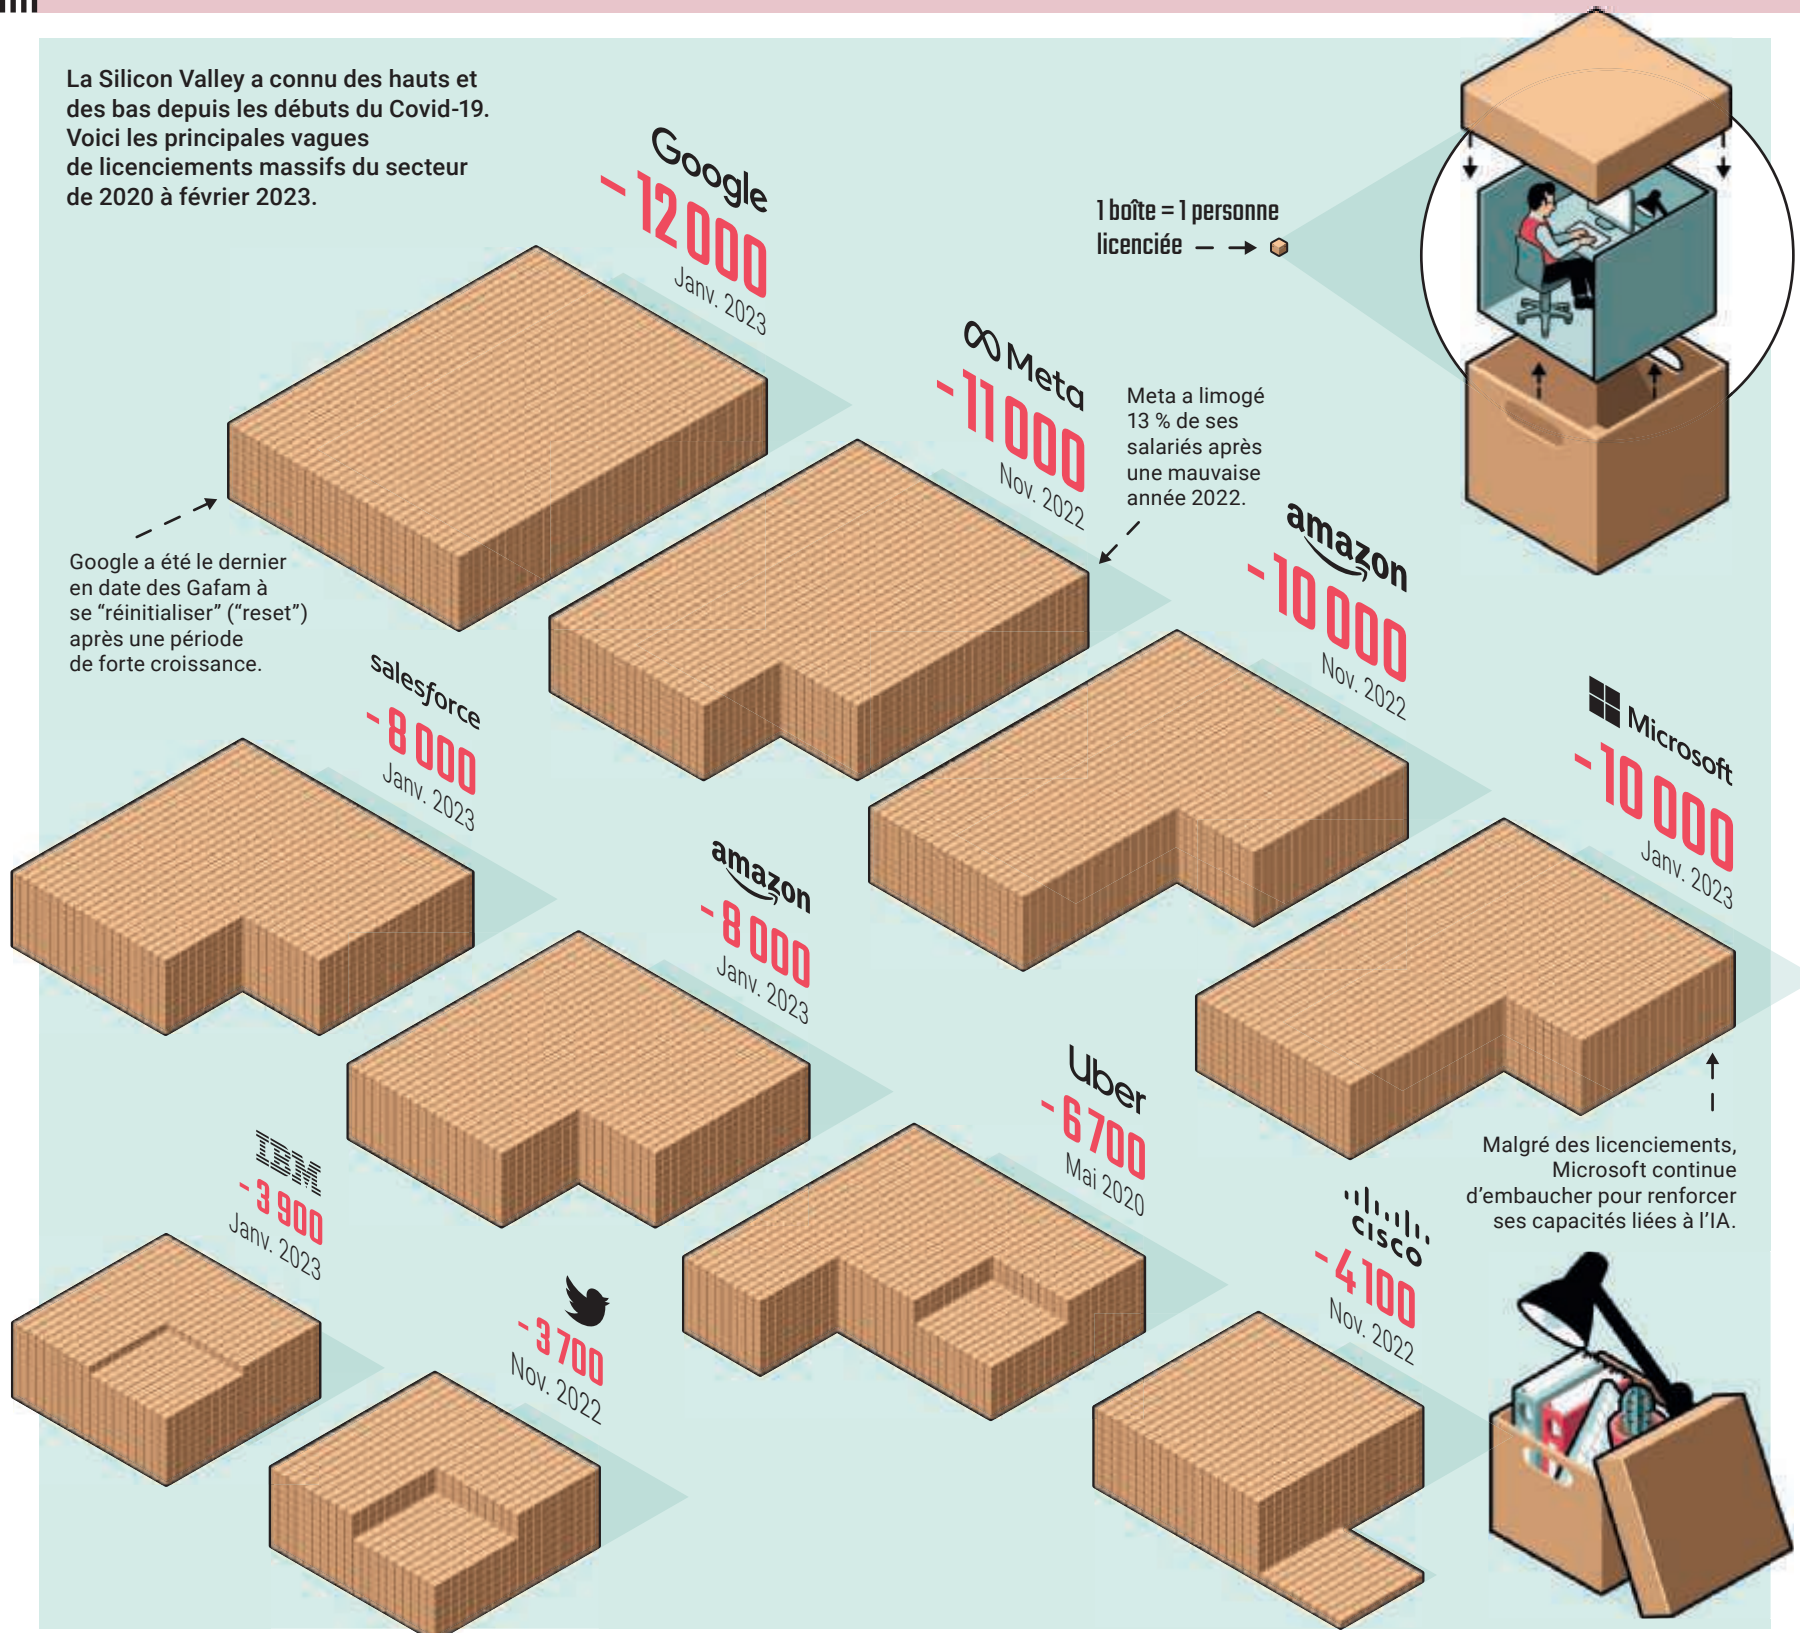 La Silicon Valley a connu des hauts et
des bas depuis les débuts du Covid-19.
Voici les principales vagues
de licenciements massifs du secteur
de 2020 à février 2023.
Google
- 12 000
Janv. 2023
1 boîte = 1 personne
licenciée
Meta
- 11 000
Nov. 2022
Meta a limogé
13 % de ses
salariés après
une mauvaise
année 2022.
amazon
- 10 000
Nov. 2022
Google a été le dernier
en date des Gafam à
se “réinitialiser” (“reset”)
après une période
de forte croissance.
salesforce
- 8 000
Janv. 2023
Microsoft
- 10 000
Janv. 2023
amazon
- 8 000
Janv. 2023
Uber
- 6 700
Mai 2020
Malgré des licenciements,
Microsoft continue
d’embaucher pour renforcer
ses capacités liées à l’IA.
IBM
- 3 900
Janv. 2023
CISCO
- 4 100
Nov. 2022
- 3 700
Nov. 2022